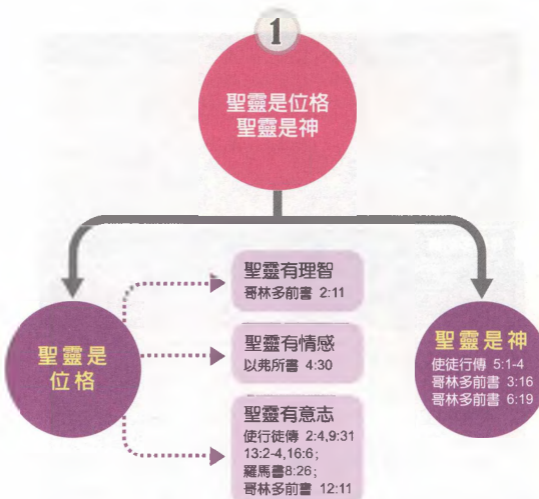 1
聖靈是位格
聖靈是神
聖靈是
位格
聖靈有理智
哥林多前書 2:11
聖靈有情感
以弗所書 4:30
聖靈有意志
使行徒傳 2:4,9:31
13:2-4,16:6;
羅馬書8:26;
哥林多前書 12:11
聖靈是神
使徒行傳 5:1-4
哥林多前書 3:16
哥林多前書 6:19